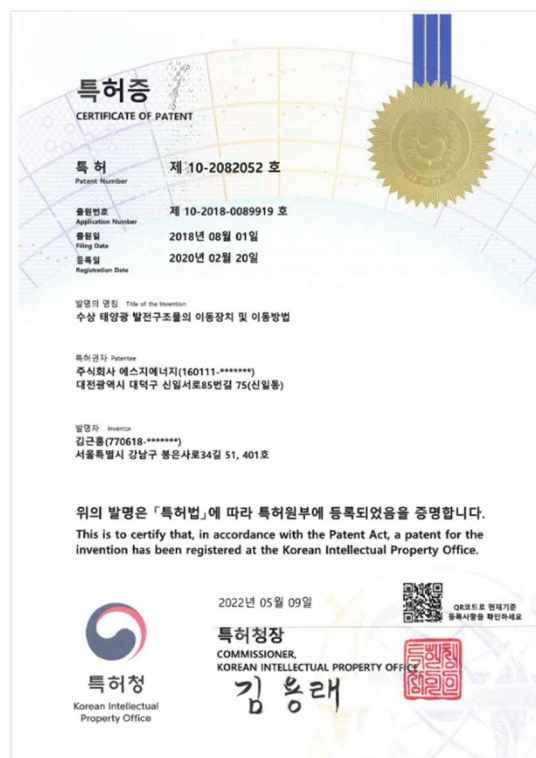 특허증
CERTIFICATE OF PATENT
특 허 제 10-2082052 호
Patent Number
출원번호 제 10-2018-0089919 호
Application Number
출원일 2018년 08월 01일
Filing Date
등록일 2020년 02월 20일
Registration Date
발명의 명칭 Title of the Invention
수상 태양광 발전구조물의 이동장치 및 이동방법
특허권자 Patentee
주식회사 에스지에너지(160111-*******)
대전광역시 대덕구 신일서로85번길 75(신일동)
발명자 Inventor
김근홍(770618-*******)
서울특별시 강남구 봉은사로34길 51, 401호
위의 발명은 「특허법」에 따라 특허원부에 등록되었음을 증명합니다.
This is to certify that, in accordance with the Patent Act, a patent for the
invention has been registered at the Korean Intellectual Property Office.
2022년 05월 09일
QR코드로 현재기준
등록사항을 확인하세요
특허청장
COMMISSIONER,
KOREAN INTELLECTUAL PROPERTY OFFICE
김용래
특허청
Korean Intellectual
Property Office